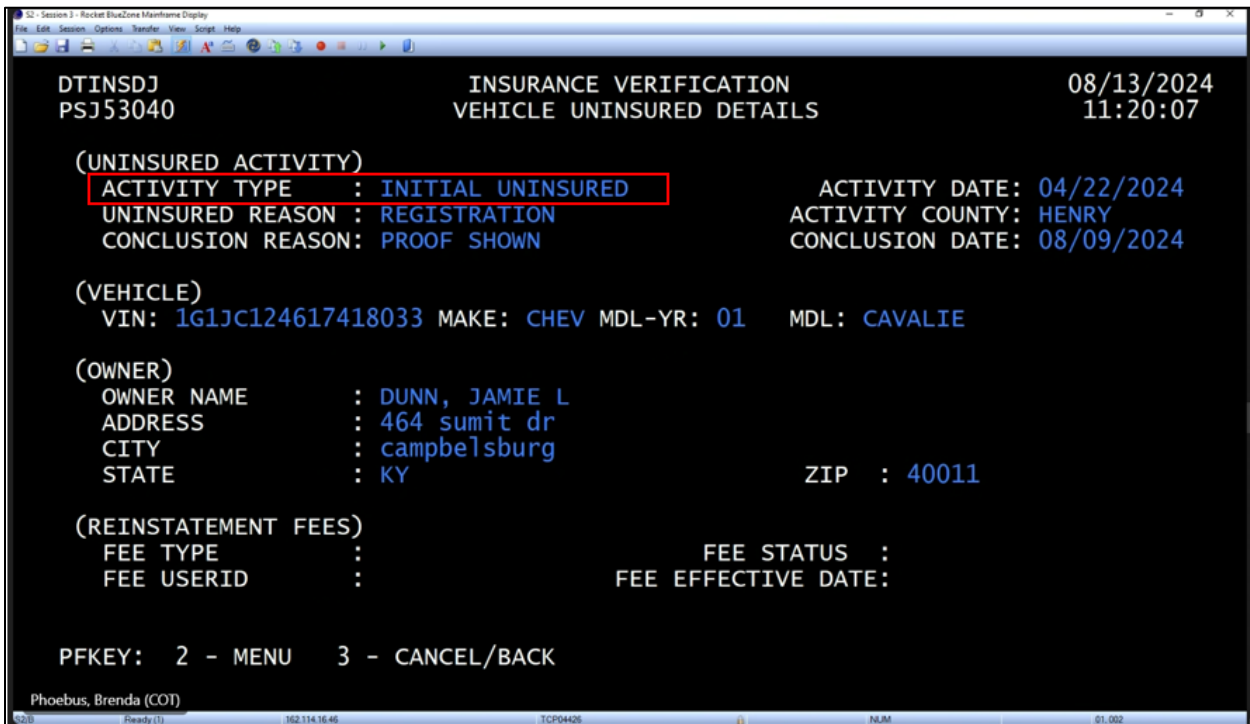 S2 - Session 3 - Rocket BlueZone Mainframe Display
File Edit Session Options Transfer View Script Help
DTINSDJ INSURANCE VERIFICATION 08/13/2024
PSJ53040 VEHICLE UNINSURED DETAILS 11:20:07
(UNINSURED ACTIVITY)
ACTIVITY TYPE : INITIAL UNINSURED ACTIVITY DATE: 04/22/2024
UNINSURED REASON : REGISTRATION ACTIVITY COUNTY: HENRY
CONCLUSION REASON: PROOF SHOWN CONCLUSION DATE: 08/09/2024
(VEHICLE)
VIN: 1G1JC124617418033 MAKE: CHEV MDL-YR: 01 MDL: CAVALIE
(OWNER)
OWNER NAME : DUNN, JAMIE L
ADDRESS : 464 sumit dr
CITY : campbelsburg
STATE : KY ZIP : 40011
(REINSTATEMENT FEES)
FEE TYPE : FEE STATUS :
FEE USERID : FEE EFFECTIVE DATE:
PFKEY: 2 - MENU 3 - CANCEL/BACK
Phoebus, Brenda (COT)
S2/B Ready (1) 162.114.16.46 TCP04426 NUM 01,002